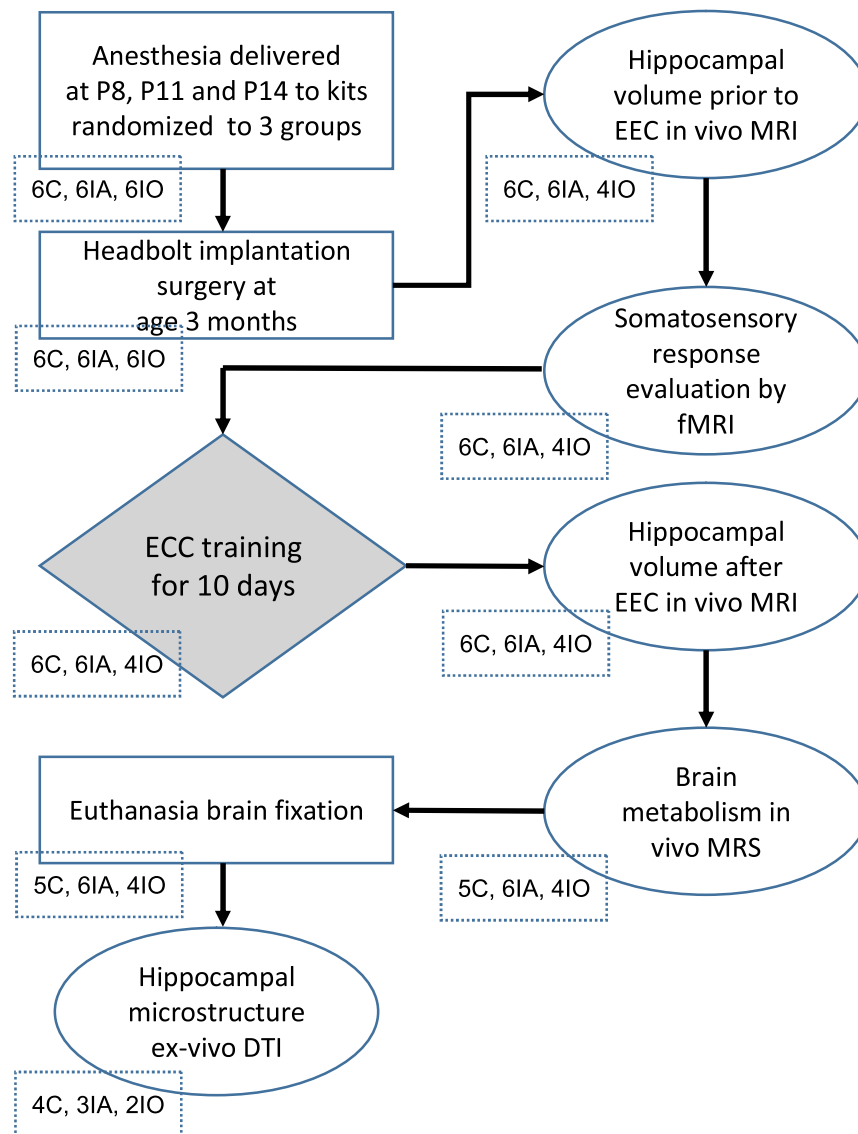 Anesthesia delivered
at P8, P11 and P14 to kits
randomized to 3 groups
6C, 6IA, 6IO
Headbolt implantation
surgery at
age 3 months
6C, 6IA, 6IO
Hippocampal
volume prior to
EEC in vivo MRI
6C, 6IA, 4IO
Somatosensory
response
evaluation by
fMRI
6C, 6IA, 4IO
ECC training
for 10 days
6C, 6IA, 4IO
Hippocampal
volume after
EEC in vivo MRI
6C, 6IA, 4IO
Brain
metabolism in
vivo MRS
5C, 6IA, 4IO
Euthanasia brain fixation
5C, 6IA, 4IO
Hippocampal
microstructure
ex-vivo DTI
4C, 3IA, 2IO